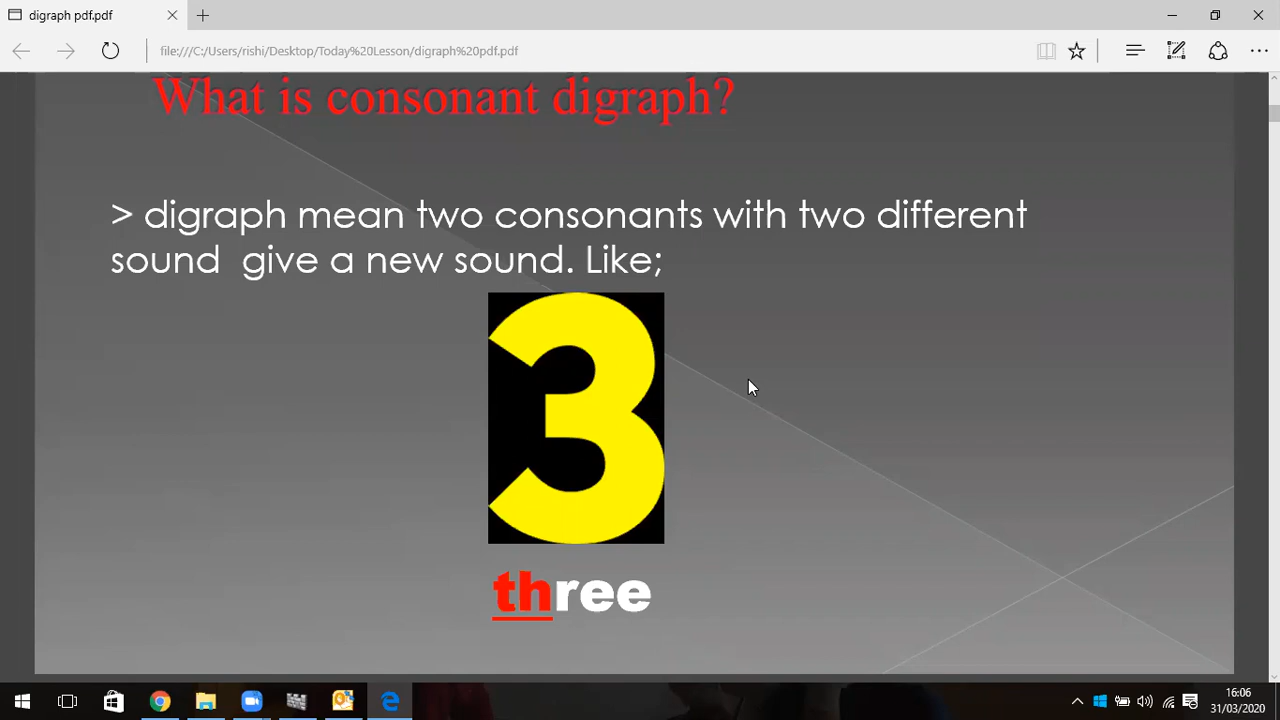 digraph pdf.pdf
file:///C:/Users/rishi/Desktop/Today%20Lesson/digraph%20pdf.pdf
What is consonant digraph?
> digraph mean two consonants with two different
sound give a new sound. Like;
3
three
16:06
31/03/2020